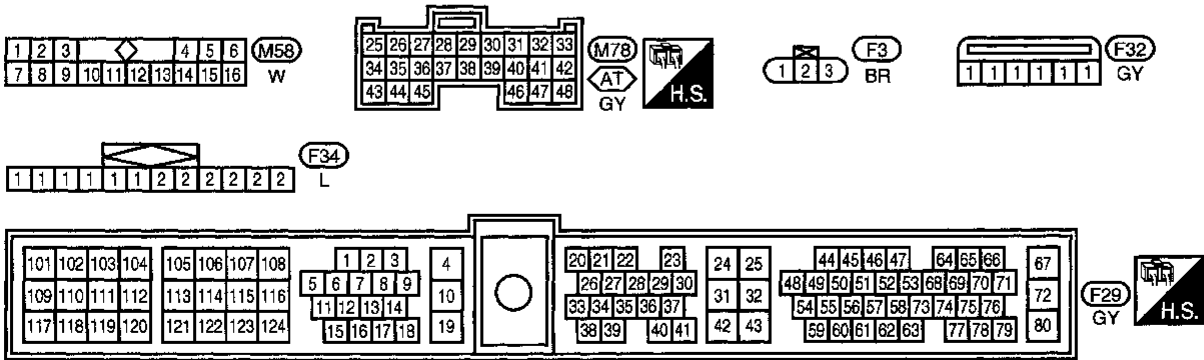 1 2 3 4 5 6 M58
7 8 9 10 11 12 13 14 15 16 W
25 26 27 28 29 30 31 32 33 M78
34 35 36 37 38 39 40 41 42 AT
43 44 45 46 47 48 GY
H.S.
F3
1 2 3 BR
F32
1 1 1 1 1 1 GY
F34
1 1 1 1 1 1 2 2 2 2 2 2 L
101 102 103 104 105 106 107 108 1 2 3 4 20 21 22 23 24 25 44 45 46 47 64 65 66 67
5 6 7 8 9 26 27 28 29 30 48 49 50 51 52 53 68 69 70 71
109 110 111 112 113 114 115 116 10 31 32 72 F29
11 12 13 14 33 34 35 36 37 54 55 56 57 58 73 74 75 76 GY
117 118 119 120 121 122 123 124 15 16 17 18 19 38 39 40 41 42 43 59 60 61 62 63 77 78 79 80
H.S.